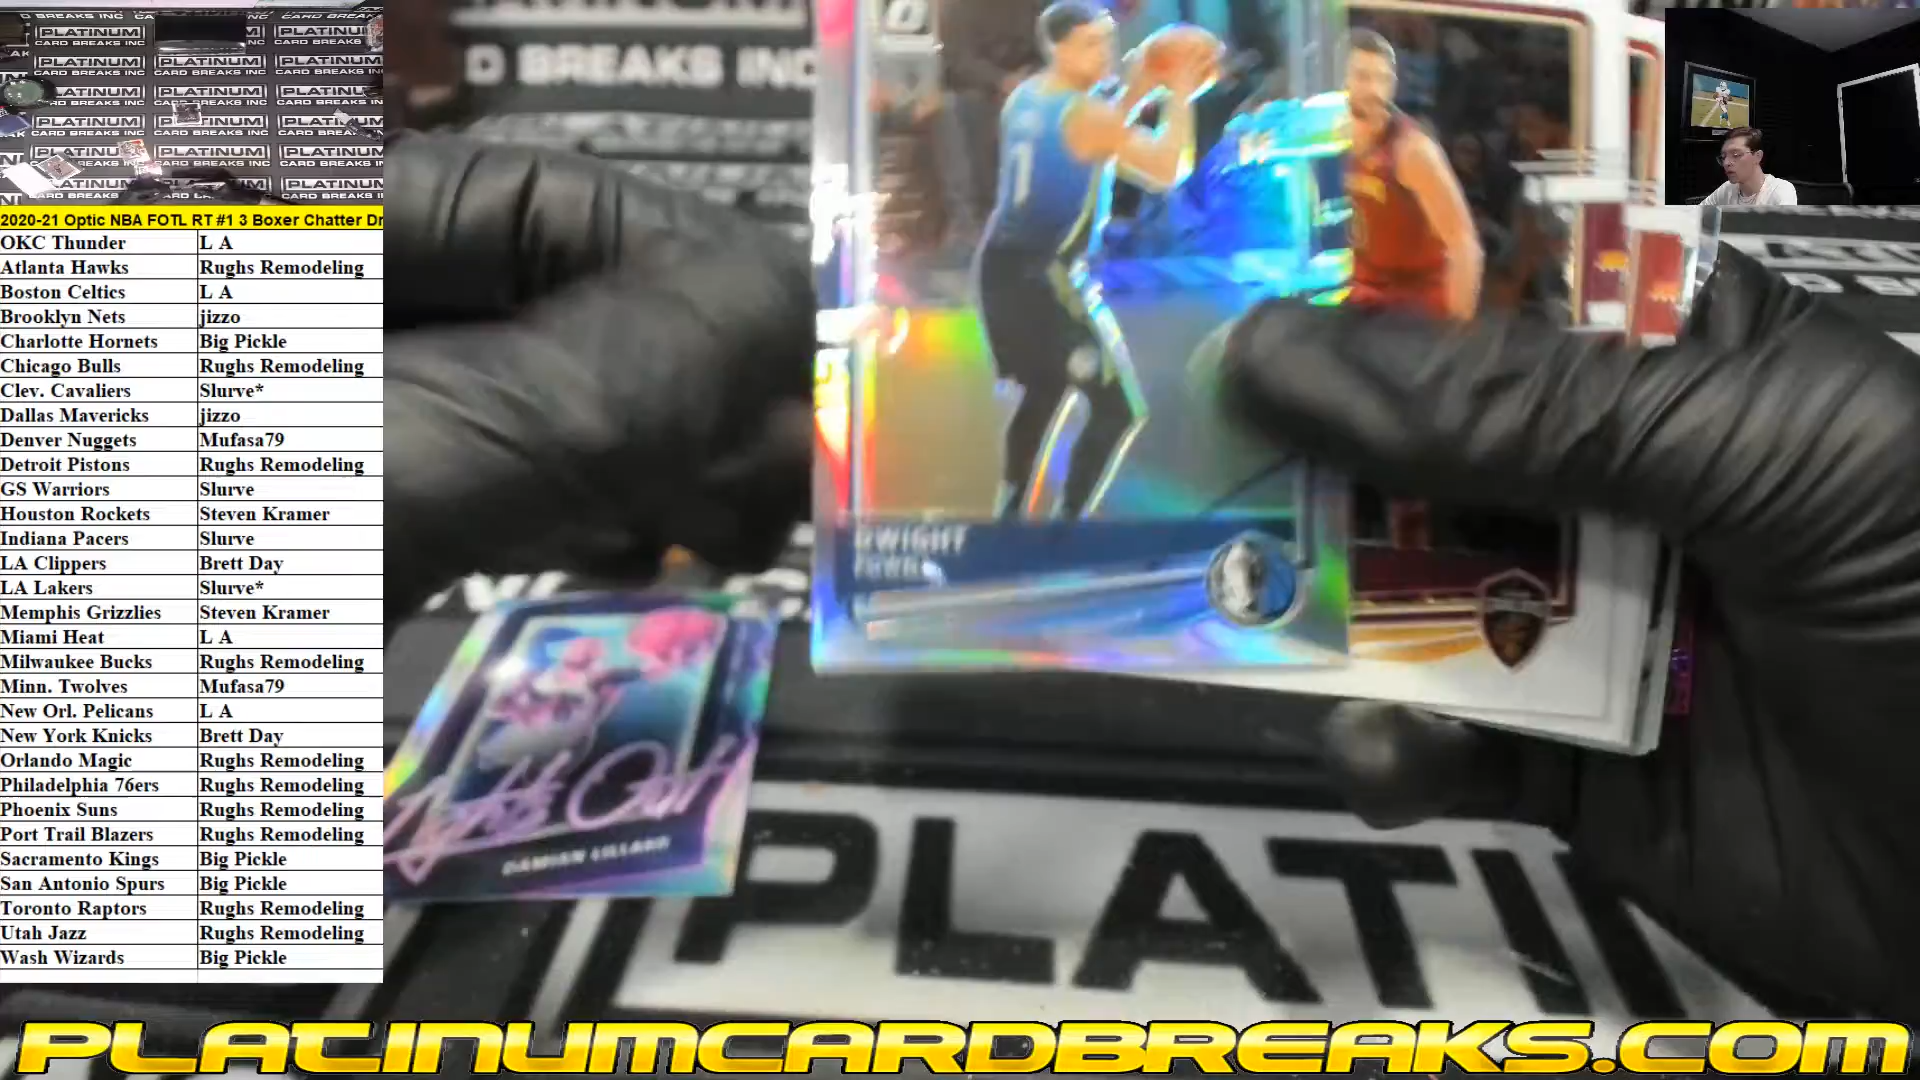 PLATINUM
CARD BREAKS INC
D BREAKS INC
2020-21 Optic NBA FOTL RT #1 3 Boxer Chatter Dr
OKC Thunder L A
Atlanta Hawks Rughs Remodeling
Boston Celtics L A
Brooklyn Nets jizzo
Charlotte Hornets Big Pickle
Chicago Bulls Rughs Remodeling
Clev. Cavaliers Slurve*
Dallas Mavericks jizzo
Denver Nuggets Mufasa79
Detroit Pistons Rughs Remodeling
GS Warriors Slurve
Houston Rockets Steven Kramer
Indiana Pacers Slurve
LA Clippers Brett Day
LA Lakers Slurve*
Memphis Grizzlies Steven Kramer
Miami Heat L A
Milwaukee Bucks Rughs Remodeling
Minn. Twolves Mufasa79
New Orl. Pelicans L A
New York Knicks Brett Day
Orlando Magic Rughs Remodeling
Philadelphia 76ers Rughs Remodeling
Phoenix Suns Rughs Remodeling
Port Trail Blazers Rughs Remodeling
Sacramento Kings Big Pickle
San Antonio Spurs Big Pickle
Toronto Raptors Rughs Remodeling
Utah Jazz Rughs Remodeling
Wash Wizards Big Pickle
DWIGHT
Lights Out!
DAMIAN LILLARD
PLATI
PLATINUMCARDBREAKS.COM